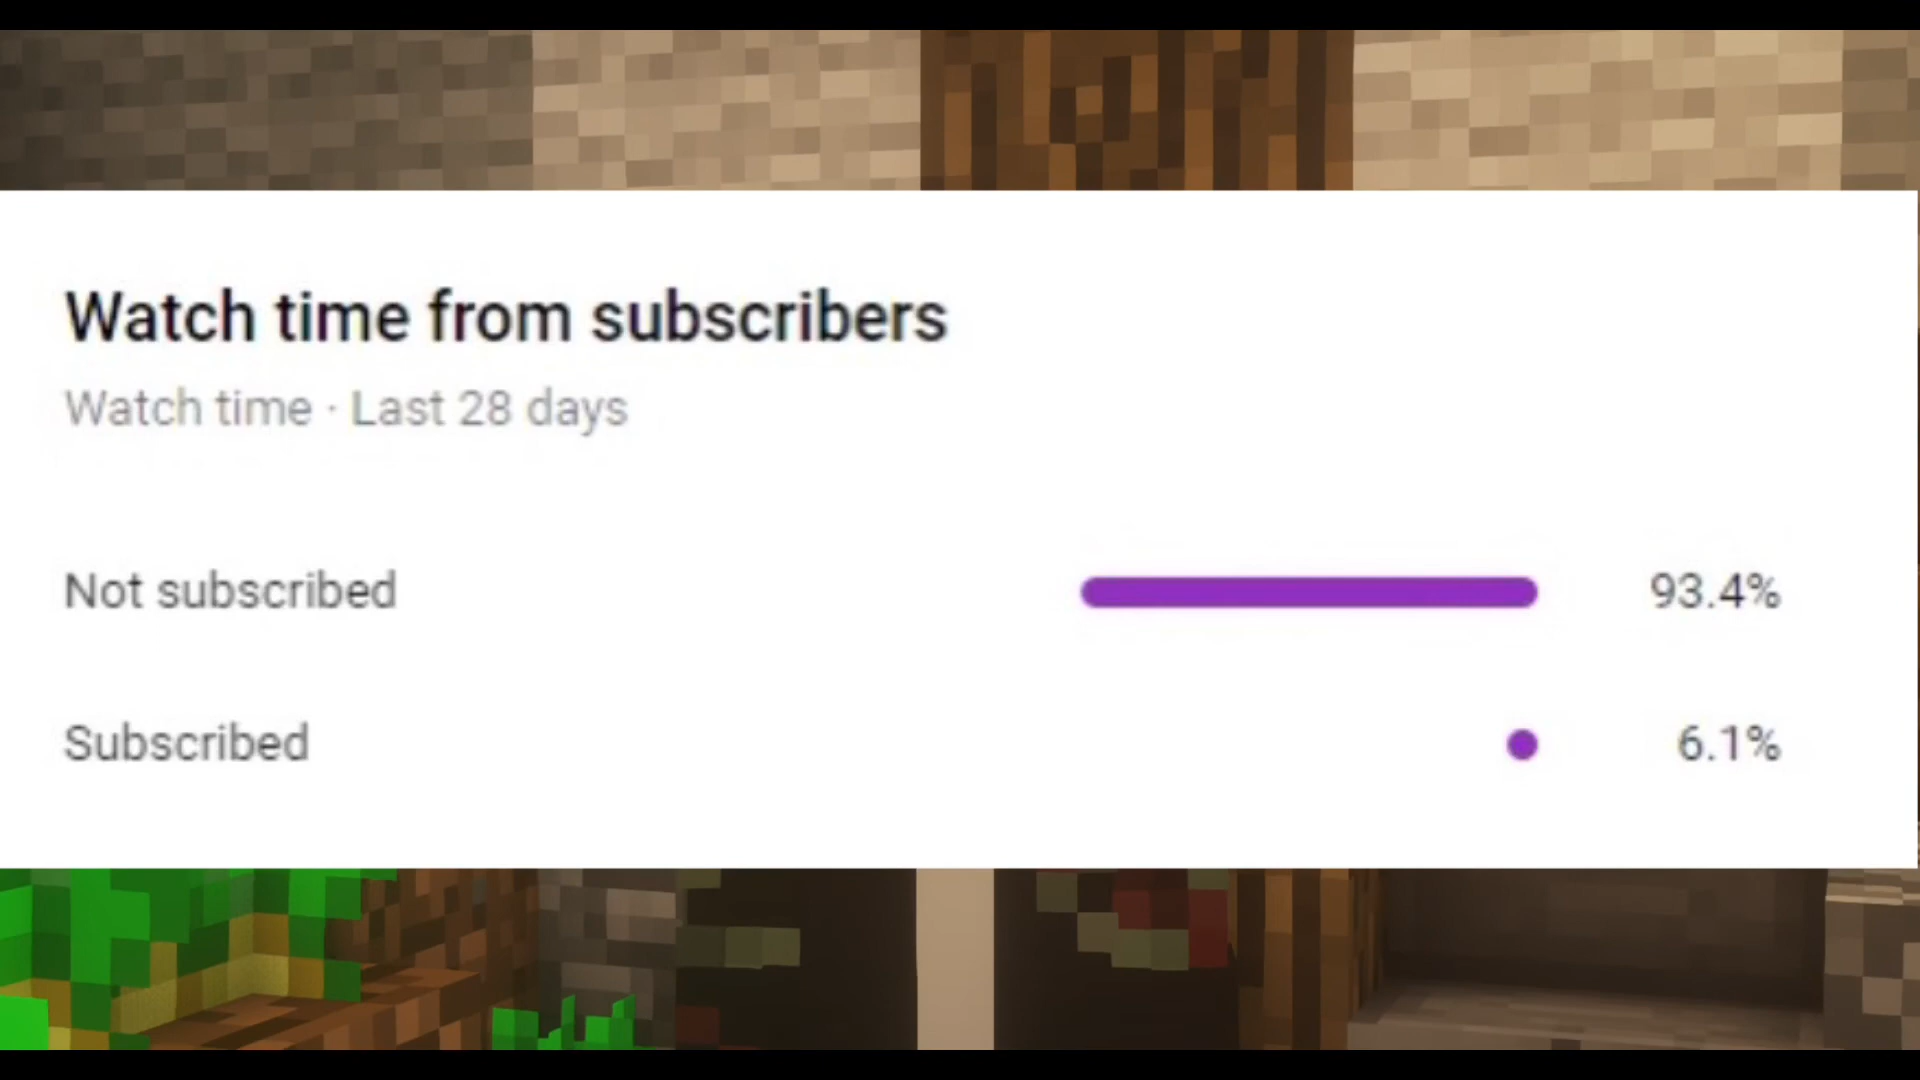 Watch time from subscribers
Watch time · Last 28 days
Not subscribed 93.4%
Subscribed 6.1%